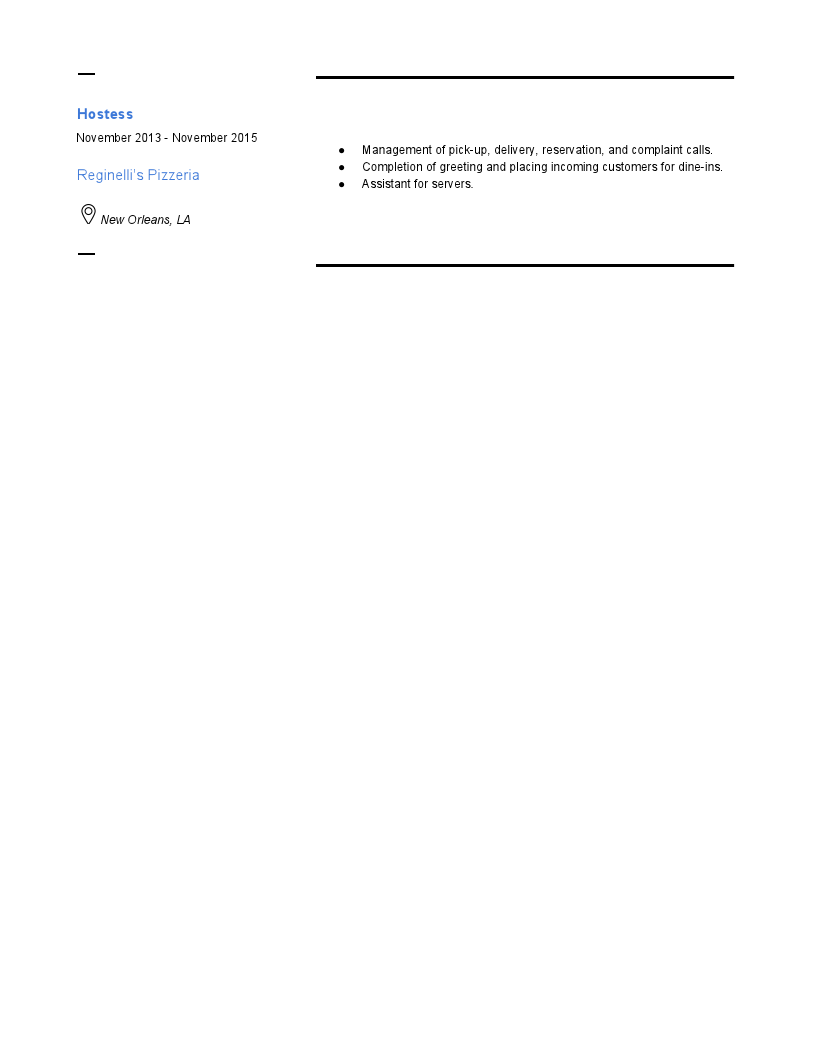 Hostess
November 2013 - November 2015
Reginelli's Pizzeria
New Orleans, LA
● Management of pick-up, delivery, reservation, and complaint calls.
● Completion of greeting and placing incoming customers for dine-ins.
● Assistant for servers.